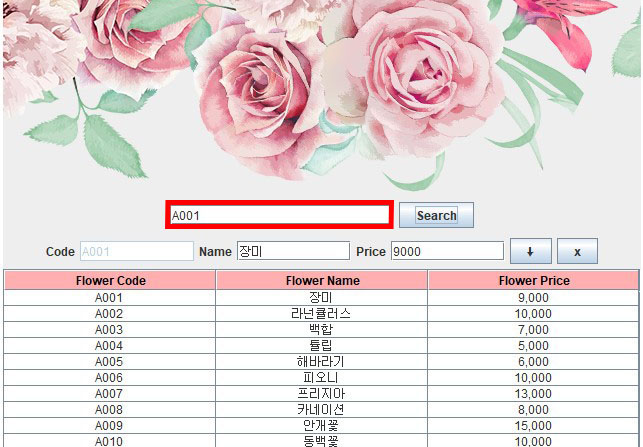 A001 Search
Code A001 Name 장미 Price 9000 ↓ x
Flower Code Flower Name Flower Price
A001 장미 9,000
A002 라넌큘러스 10,000
A003 백합 7,000
A004 튤립 5,000
A005 해바라기 6,000
A006 피오니 10,000
A007 프리지아 13,000
A008 카네이션 8,000
A009 안개꽃 15,000
A010 동백꽃 10,000